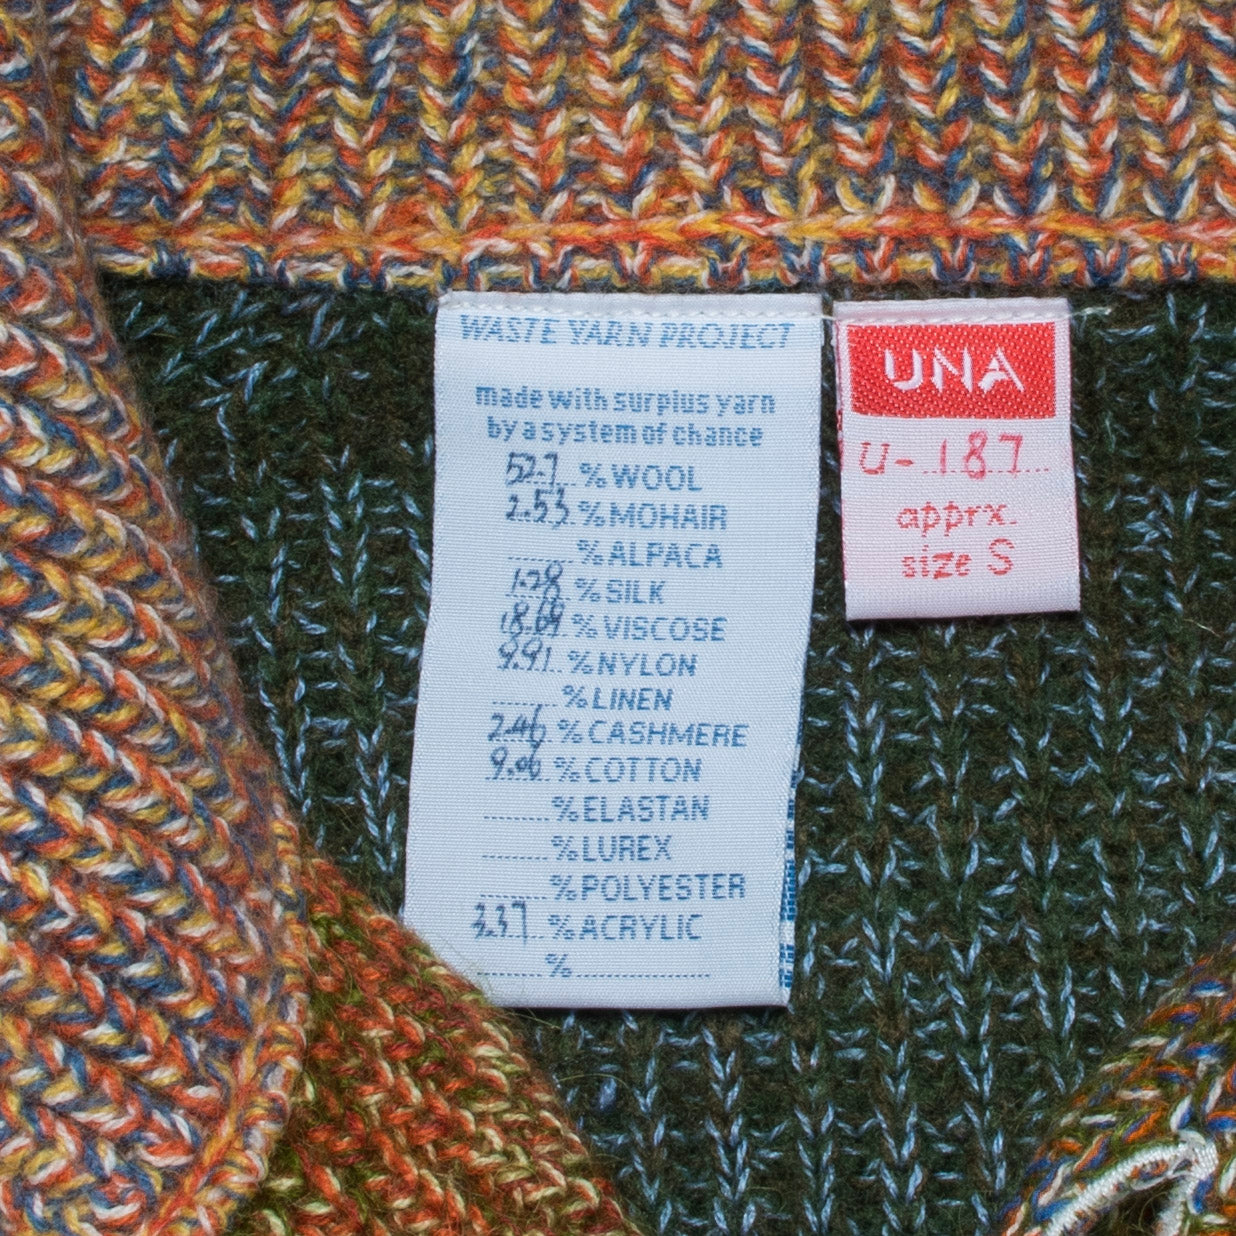 WASTE YARN PROJECT
made with surplus yarn
by a system of chance
52.7 % WOOL
2.53 % MOHAIR
% ALPACA
1.28 % SILK
18.69 % VISCOSE
9.91 % NYLON
% LINEN
2.46 % CASHMERE
9.06 % COTTON
% ELASTAN
% LUREX
% POLYESTER
3.37 % ACRYLIC
%
UNA
U-187
apprx.
size S